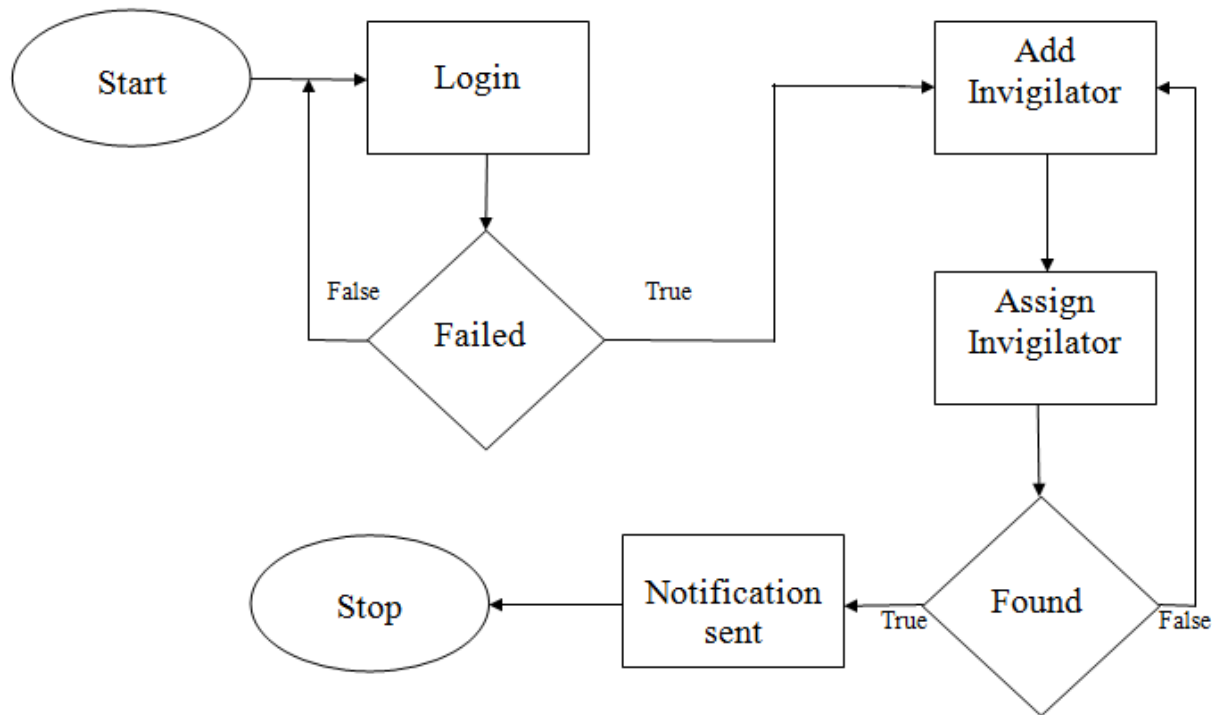 Start
Login
Add
Invigilator
False
True
Failed
Assign
Invigilator
Stop
Notification
sent
True
Found
False